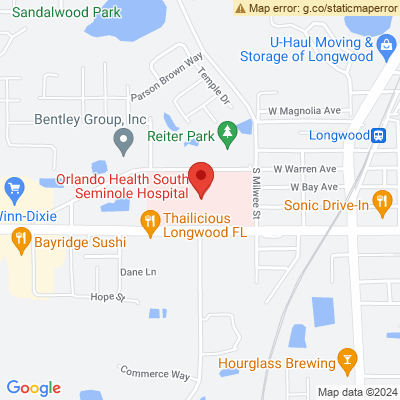 Sandalwood Park
Map error: g.co/staticmaperror
U-Haul Moving &
Storage of Longwood
Parson Brown Way
Temple Dr
W Magnolia Ave
Bentley Group, Inc
Reiter Park
Longwood
Orlando Health South
Seminole Hospital
W Warren Ave
W Bay Ave
S Milwee St
Winn-Dixie
Sonic Drive-In
Thailicious
Longwood FL
Bayridge Sushi
Dane Ln
Hope St
Hourglass Brewing
Commerce Way
Google
Map data ©2024